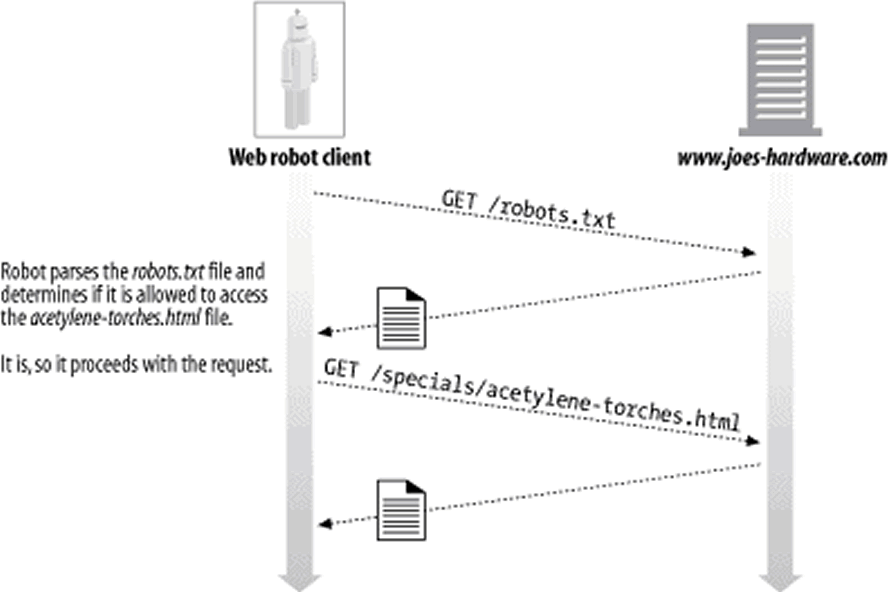 Web robot client
www.joes-hardware.com
GET /robots.txt
Robot parses the robots.txt file and
determines if it is allowed to access
the acetylene-torches.html file.
It is, so it proceeds with the request.
GET /specials/acetylene-torches.html